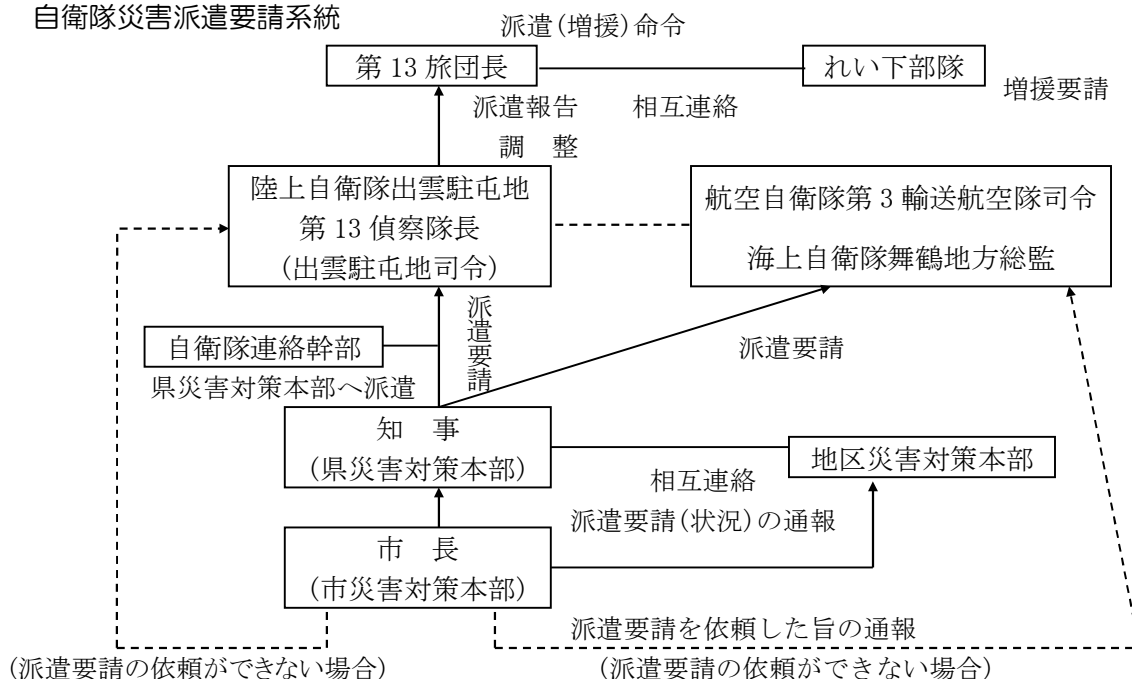 自衛隊災害派遣要請系統
派遣(増援)命令
第 13 旅団長
れい下部隊
増援要請
派遣報告 相互連絡
調 整
陸上自衛隊出雲駐屯地
第 13 偵察隊長
(出雲駐屯地司令)
航空自衛隊第 3 輸送航空隊司令
海上自衛隊舞鶴地方総監
派遣要請
自衛隊連絡幹部
県災害対策本部へ派遣
派遣要請
知 事
(県災害対策本部)
地区災害対策本部
相互連絡
派遣要請(状況)の通報
市 長
(市災害対策本部)
派遣要請を依頼した旨の通報
(派遣要請の依頼ができない場合)
(派遣要請の依頼ができない場合)